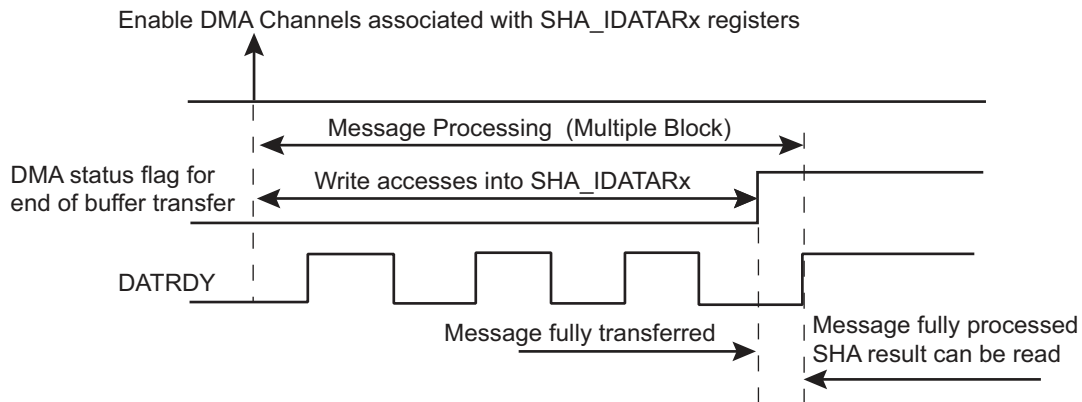 Enable DMA Channels associated with SHA_IDATARx registers
Message Processing (Multiple Block)
DMA status flag for
end of buffer transfer
Write accesses into SHA_IDATARx
DATRDY
Message fully transferred
Message fully processed
SHA result can be read